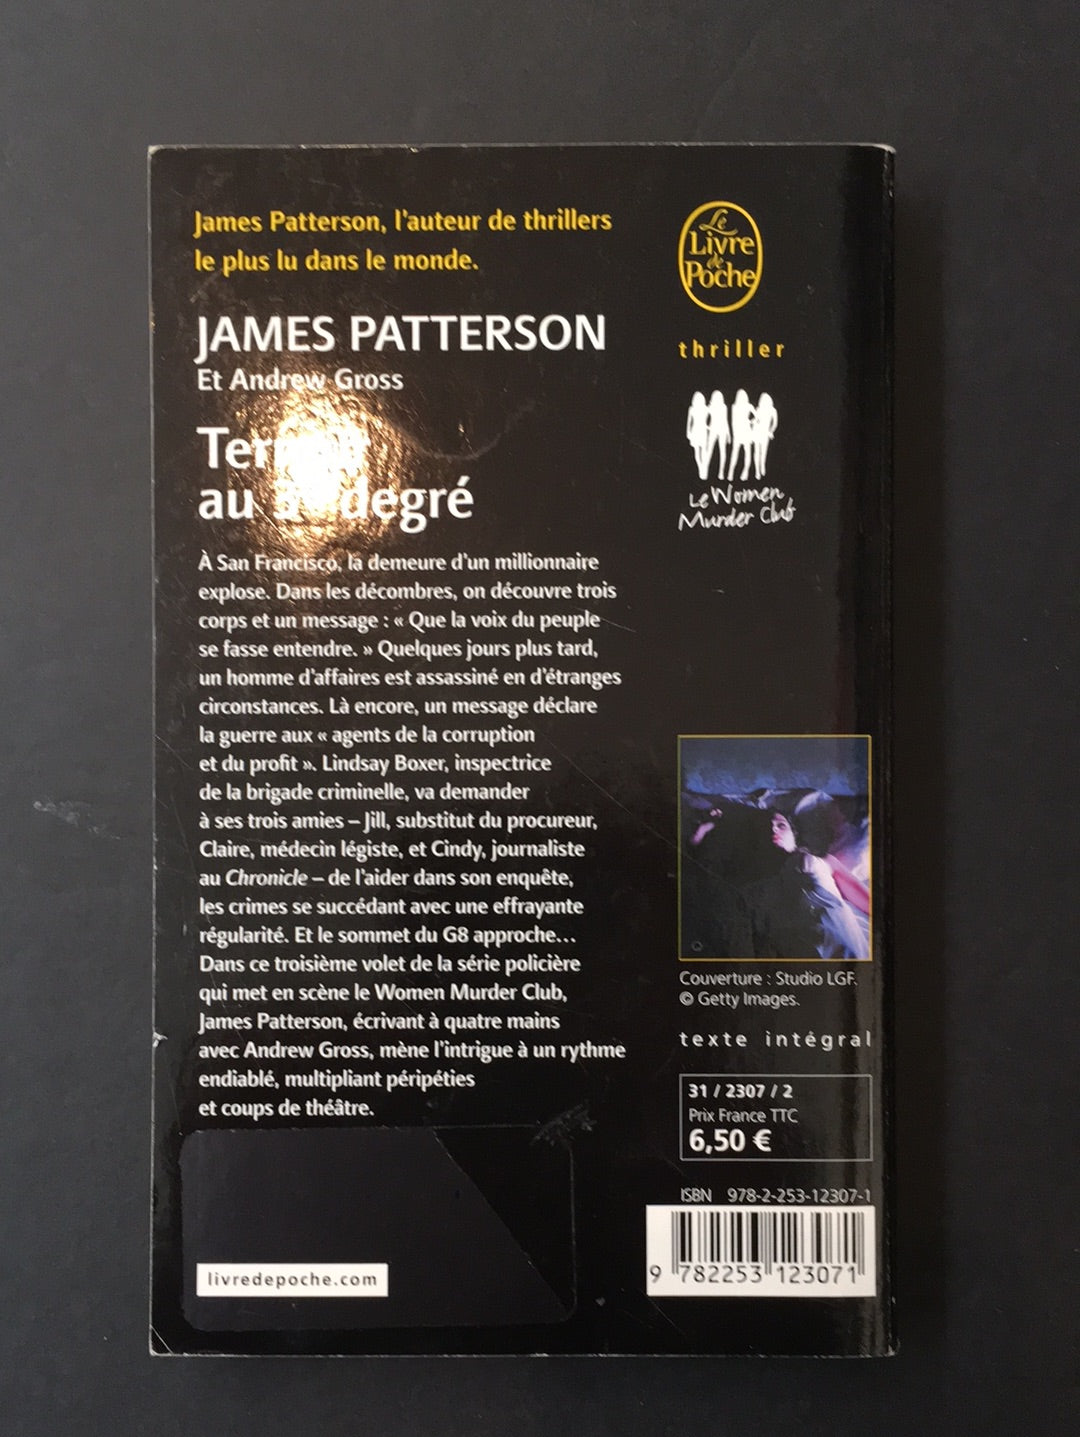 James Patterson, l'auteur de thrillers
le plus lu dans le monde.
JAMES PATTERSON
Et Andrew Gross
Terreur
au 3e degré
À San Francisco, la demeure d'un millionnaire
explose. Dans les décombres, on découvre trois
corps et un message : « Que la voix du peuple
se fasse entendre. » Quelques jours plus tard,
un homme d'affaires est assassiné en d'étranges
circonstances. Là encore, un message déclare
la guerre aux « agents de la corruption
et du profit ». Lindsay Boxer, inspectrice
de la brigade criminelle, va demander
à ses trois amies – Jill, substitut du procureur,
Claire, médecin légiste, et Cindy, journaliste
au Chronicle – de l'aider dans son enquête,
les crimes se succédant avec une effrayante
régularité. Et le sommet du G8 approche...
Dans ce troisième volet de la série policière
qui met en scène le Women Murder Club,
James Patterson, écrivant à quatre mains
avec Andrew Gross, mène l'intrigue à un rythme
endiablé, multipliant péripéties
et coups de théâtre.
livredepoche.com
Le
Livre
de
Poche
thriller
Le Women
Murder Club
Couverture : Studio LGF.
© Getty Images.
texte intégral
31 / 2307 / 2
Prix France TTC
6,50 €
ISBN 978-2-253-12307-1
9 782253 123071